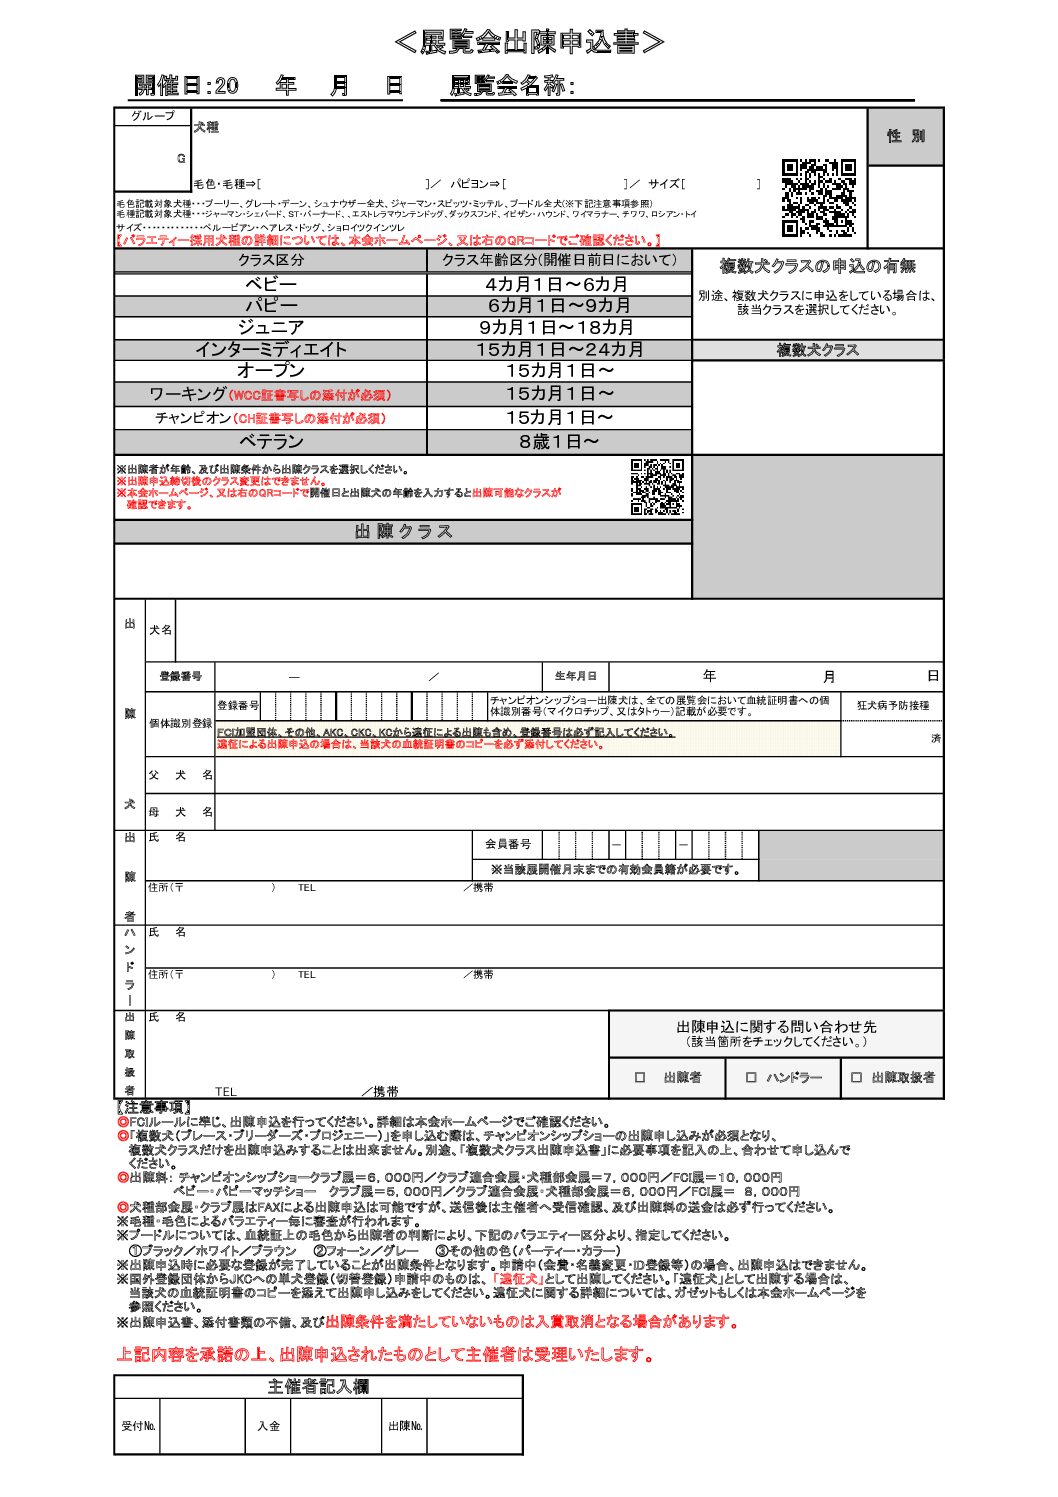 ＜展覧会出陳申込書＞
開催日:20　　年　　月　　日　　展覧会名称:
グループ
犬種
性 別
G
毛色・毛種⇒[　　　　　]／ パピヨン⇒[　　　　　]／ サイズ[　　　　　]
毛色記載対象犬種・・プーリー、グレート・デーン、シュナウザー全犬、ジャーマン・スピッツ・ミッテル、プードル全犬(※下記注意事項参照)
毛種記載対象犬種・・ジャーマン・シェパード、ST・バーナード、、エストレラマウンテンドッグ、ダックスフンド、イビザン・ハウンド、ワイマラナー、チワワ、ロシアン・トイ
サイズ・・・・・・・・・・・・ペルービアン・ヘアレス・ドッグ、ショロイツクインツレ
【バラエティー採用犬種の詳細については、本会ホームページ、又は右のQRコードでご確認ください。】
クラス区分
クラス年齢区分(開催日前日において)
複数犬クラスの申込の有無
ベビー
4カ月1日～6カ月
別途、複数犬クラスに申込をしている場合は、
該当クラスを選択してください。
パピー
6カ月1日～9カ月
ジュニア
9カ月1日～18カ月
インターミディエイト
15カ月1日～24カ月
複数犬クラス
オープン
15カ月1日～
ワーキング(WCC証書写しの添付が必須)
15カ月1日～
チャンピオン(CH証書写しの添付が必須)
15カ月1日～
ベテラン
8歳1日～
※出陳者が年齢、及び出陳条件から出陳クラスを選択しください。
※出陳申込締切後のクラス変更はできません。
※本会ホームページ、又は右のQRコードで開催日と出陳犬の年齢を入力すると出陳可能なクラスが
確認できます。
出 陳 ク ラ ス
出 陳 犬
犬名
登録番号
－　　　　　／
生年月日
年　　　　　月　　　　　日
個体識別登録
登録番号
チャンピオンシップショー出陳犬は、全ての展覧会において血統証明書への個
体識別番号(マイクロチップ、又はタトゥー)記載が必要です。
狂犬病予防接種
FCI加盟団体、その他、AKC、CKC、KCから遠征による出陳も含め、登録番号は必ず記入してください。
遠征による出陳申込の場合は、当該犬の血統証明書のコピーを必ず添付してください。
済
父　犬　名
母　犬　名
出 陳 者
氏　名
会員番号
－　　　－
※当該展開催月末までの有効会員籍が必要です。
住所(〒　　　　　　)　　TEL　　　　　　　　　　／携帯
ハンドラー
氏　名
住所(〒　　　　　　)　　TEL　　　　　　　　　　／携帯
出陳取扱者
氏　名
TEL　　　　　　　　　／携帯
出陳申込に関する問い合わせ先
(該当箇所をチェックしてください。)
□　出陳者
□　ハンドラー
□　出陳取扱者
【注意事項】
◎FCIルールに準じ、出陳申込を行ってください。詳細は本会ホームページでご確認ください。
◎「複数犬(ブレース・ブリーダーズ・プロジェニー)」を申し込む際は、チャンピオンシップショーの出陳申し込みが必須となり、
複数犬クラスだけを出陳申込みすることは出来ません。別途、「複数犬クラス出陳申込書」に必要事項を記入の上、合わせて申し込んで
ください。
◎出陳料: チャンピオンシップショークラブ展＝6，000円／クラブ連合会展・犬種部会展＝7，000円／FCI展＝10，000円
ベビー・パピーマッチショー　クラブ展＝5，000円／クラブ連合会展・犬種部会展＝6，000円／FCI展＝　8，000円
◎犬種部会展・クラブ展はFAXによる出陳申込は可能ですが、送信後は主催者へ受信確認、及び出陳料の送金は必ず行ってください。
※毛種・毛色によるバラエティー毎に審査が行われます。
※プードルについては、血統証上の毛色から出陳者の判断により、下記のバラエティー区分より、指定してください。
①ブラック／ホワイト／ブラウン　②フォーン／グレー　③その他の色(パーティー・カラー)
※出陳申込時に必要な登録が完了していることが出陳条件となります。申請中(会費・名義変更・ID登録等)の場合、出陳申込はできません。
※国外登録団体からJKCへの単犬登録(切替登録)申請中のものは、「遠征犬」として出陳してください。「遠征犬」として出陳する場合は、
当該犬の血統証明書のコピーを添えて出陳申し込みをしてください。遠征犬に関する詳細については、ガゼットもしくは本会ホームページを
参照ください。
※出陳申込書、添付書類の不備、及び出陳条件を満たしていないものは入賞取消となる場合があります。
上記内容を承諾の上、出陳申込されたものとして主催者は受理いたします。
主催者記入欄
受付№
入金
出陳№